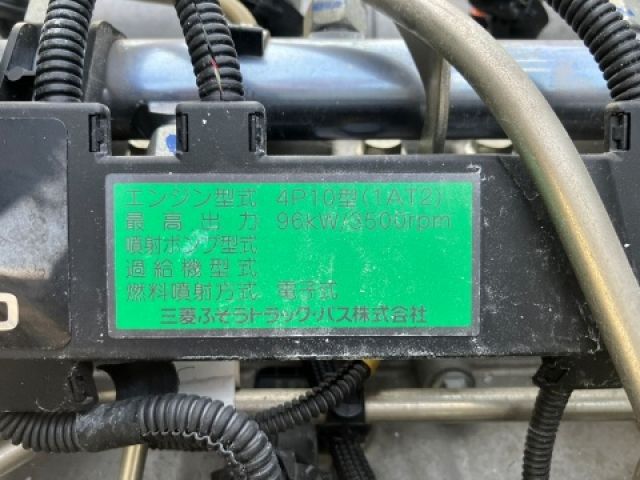 エンジン型式 4P10型(1AT2)
最高出力 96kW/3500rpm
噴射ポンプ型式
過給機型式
燃料噴射方式 電子式
三菱ふそうトラック・バス株式会社